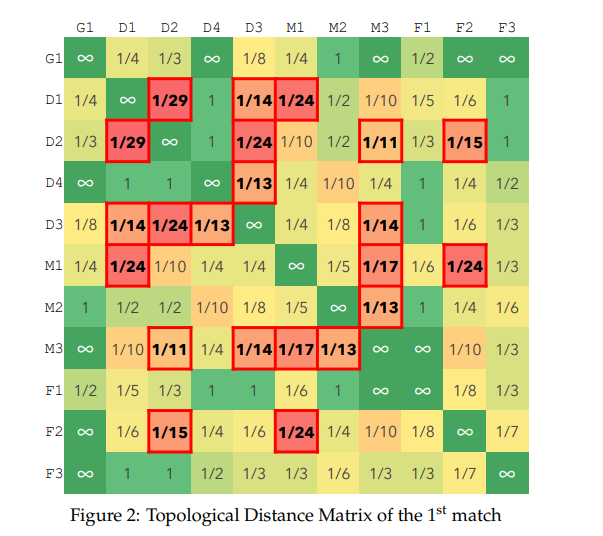 G1 D1 D2 D4 D3 M1 M2 M3 F1 F2 F3
G1 ∞ 1/4 1/3 ∞ 1/8 1/4 1 ∞ 1/2 ∞ ∞
D1 1/4 ∞ 1/29 1 1/14 1/24 1/2 1/10 1/5 1/6 1
D2 1/3 1/29 ∞ 1 1/24 1/10 1/2 1/11 1/3 1/15 1
D4 ∞ 1 1 ∞ 1/13 1/4 1/10 1/4 1 1/4 1/2
D3 1/8 1/14 1/24 1/13 ∞ 1/4 1/8 1/14 1 1/6 1/3
M1 1/4 1/24 1/10 1/4 1/4 ∞ 1/5 1/17 1/6 1/24 1/3
M2 1 1/2 1/2 1/10 1/8 1/5 ∞ 1/13 1 1/4 1/6
M3 ∞ 1/10 1/11 1/4 1/14 1/17 1/13 ∞ ∞ 1/10 1/3
F1 1/2 1/5 1/3 1 1 1/6 1 ∞ ∞ 1/8 1/3
F2 ∞ 1/6 1/15 1/4 1/6 1/24 1/4 1/10 1/8 ∞ 1/7
F3 ∞ 1 1 1/2 1/3 1/3 1/6 1/3 1/3 1/7 ∞
Figure 2: Topological Distance Matrix of the 1st match